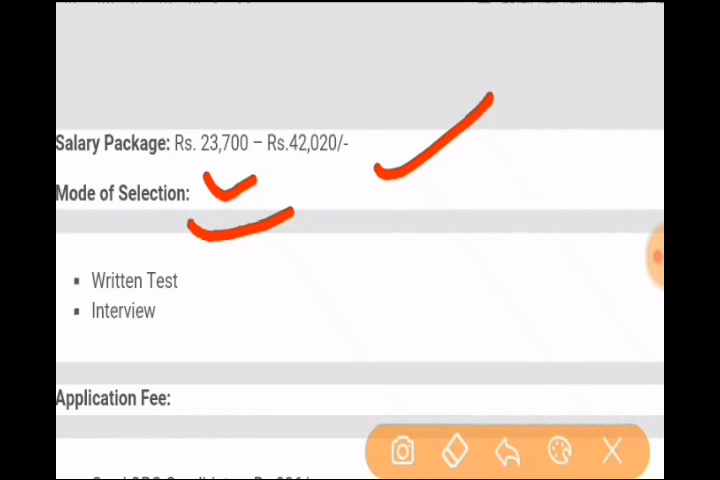 Salary Package: Rs. 23,700 – Rs.42,020/-
Mode of Selection:
▪ Written Test
▪ Interview
Application Fee: